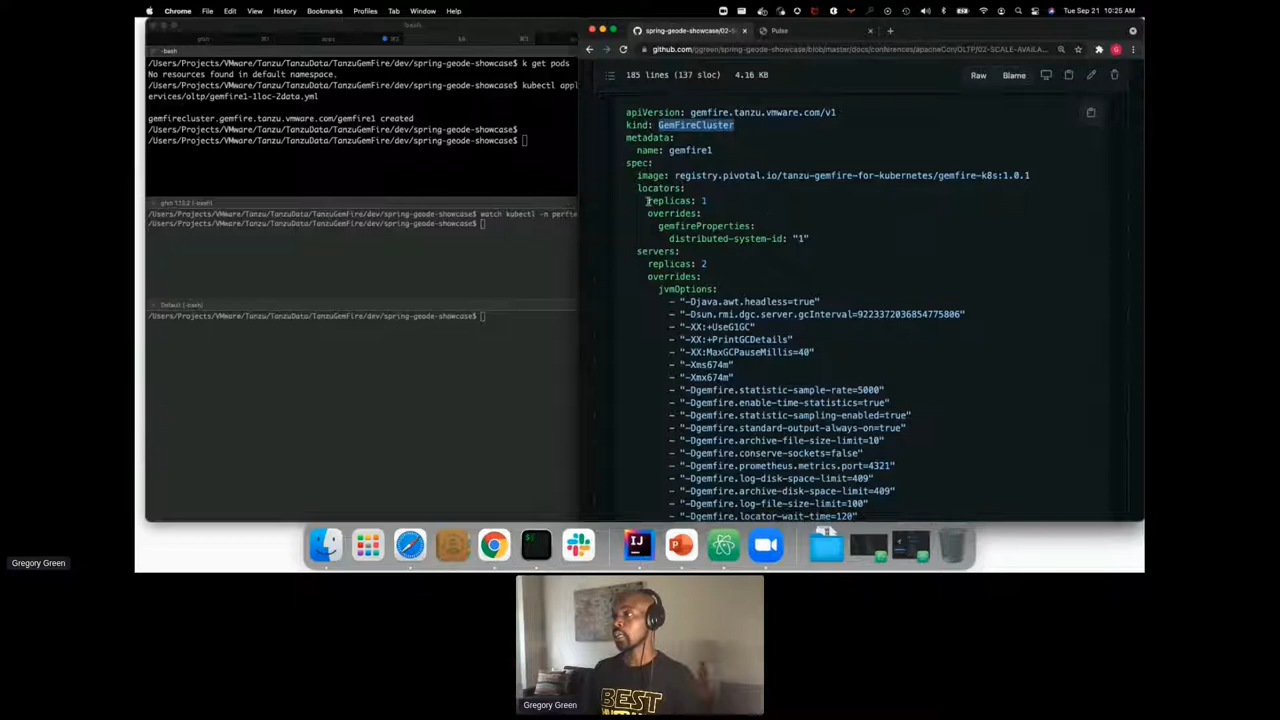 Chrome File Edit View History Bookmarks Profiles Tab Window Help
Tue Sep 21 10:25 AM
-bash
k get pods
No resources found in default namespace.
/Users/Projects/VMware/Tanzu/TanzuData/TanzuGemFire/dev/spring-geode-showcase$ kubectl appl
ervices/oltp/gemfire1-1loc-2data.yml
gemfirecluster.gemfire.tanzu.vmware.com/gemfire1 created
/Users/Projects/VMware/Tanzu/TanzuData/TanzuGemFire/dev/spring-geode-showcase$
/Users/Projects/VMware/Tanzu/TanzuData/TanzuGemFire/dev/spring-geode-showcase$
/Users/Projects/VMware/Tanzu/TanzuData/TanzuGemFire/dev/spring-geode-showcase$ watch kubectl -n perfte
/Users/Projects/VMware/Tanzu/TanzuData/TanzuGemFire/dev/spring-geode-showcase$
Default (-bash)
/Users/Projects/VMware/Tanzu/TanzuData/TanzuGemFire/dev/spring-geode-showcase$
spring-geode-showcase/02-S
Pulse
185 lines (137 sloc) 4.16 KB
Raw Blame
apiVersion: gemfire.tanzu.vmware.com/v1
kind: GemFireCluster
metadata:
name: gemfire1
spec:
image: registry.pivotal.io/tanzu-gemfire-for-kubernetes/gemfire-k8s:1.0.1
locators:
replicas: 1
overrides:
gemfireProperties:
distributed-system-id: "1"
servers:
replicas: 2
overrides:
jvmOptions:
- "-Djava.awt.headless=true"
- "-Dsun.rmi.dgc.server.gcInterval=9223372036854775806"
- "-XX:+UseG1GC"
- "-XX:+PrintGCDetails"
- "-XX:MaxGCPauseMillis=40"
- "-Xms674m"
- "-Xmx674m"
- "-Dgemfire.statistic-sample-rate=5000"
- "-Dgemfire.enable-time-statistics=true"
- "-Dgemfire.statistic-sampling-enabled=true"
- "-Dgemfire.standard-output-always-on=true"
- "-Dgemfire.archive-file-size-limit=10"
- "-Dgemfire.conserve-sockets=false"
- "-Dgemfire.prometheus.metrics.port=4321"
- "-Dgemfire.log-disk-space-limit=409"
- "-Dgemfire.archive-disk-space-limit=409"
- "-Dgemfire.log-file-size-limit=100"
- "-Dgemfire.locator-wait-time=120"
Gregory Green
BEST
Gregory Green